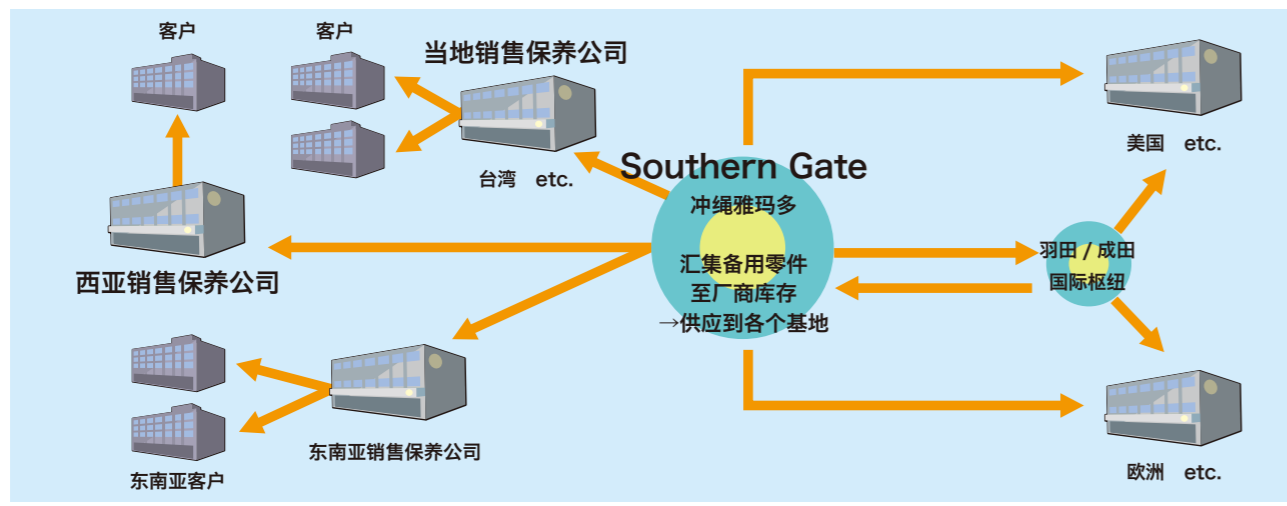 客户
客户
当地销售保养公司
台湾 etc.
西亚销售保养公司
东南亚销售保养公司
东南亚客户
Southern Gate
冲绳雅玛多
汇集备用零件
至厂商库存
→供应到各个基地
美国 etc.
羽田 / 成田
国际枢纽
欧洲 etc.